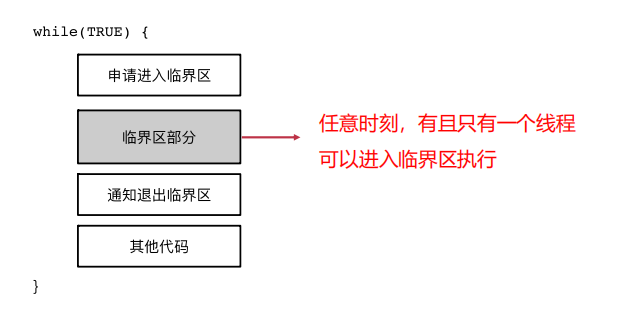 while(TRUE) {
申请进入临界区
临界区部分
任意时刻，有且只有一个线程
可以进入临界区执行
通知退出临界区
其他代码
}